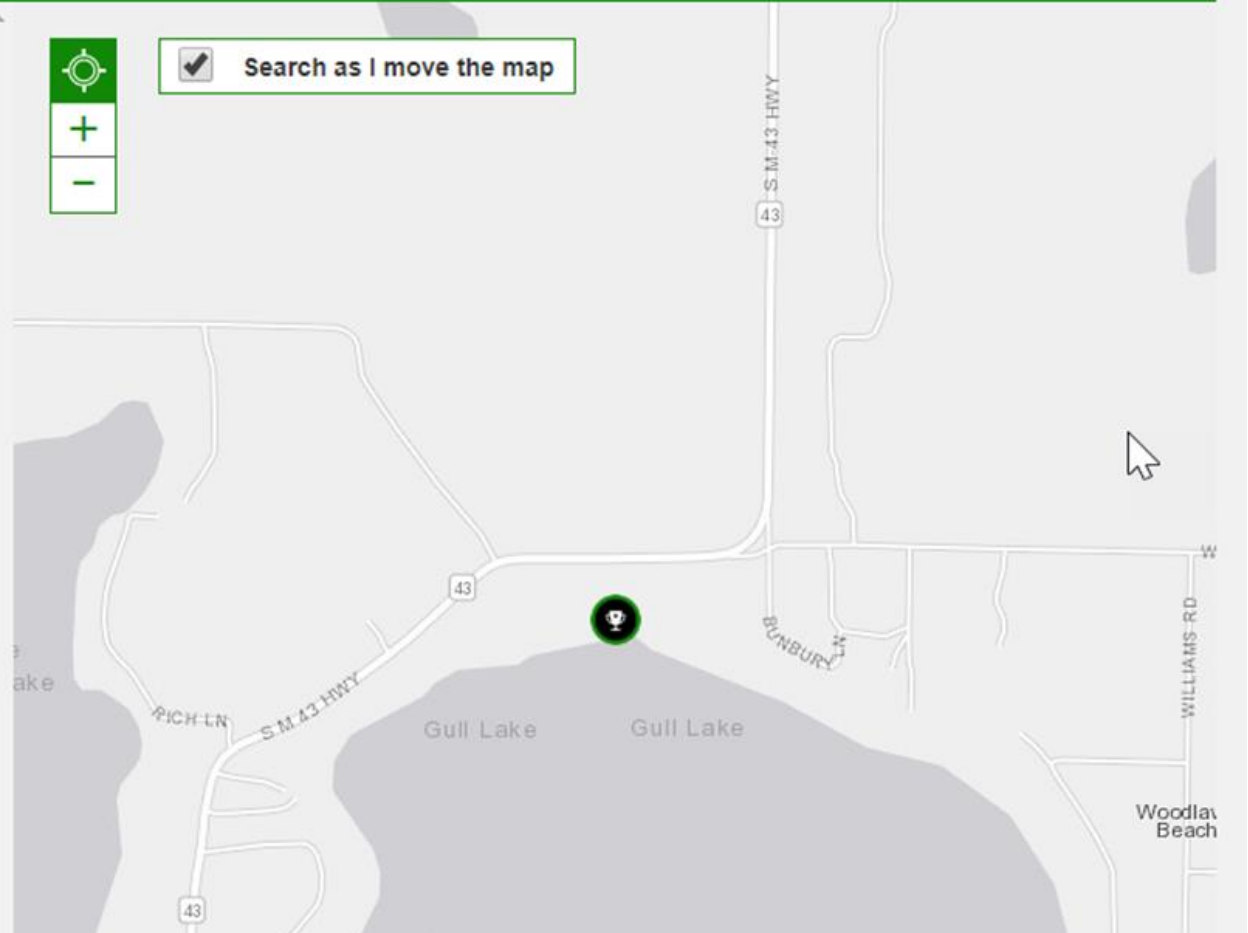 Search as I move the map
+
−
S M 43 HWY
43
43
W
BUNBURY LN
WILLIAMS RD
ake
RICH LN
S M 43 HWY
Gull Lake
Gull Lake
Woodlav
Beach
43